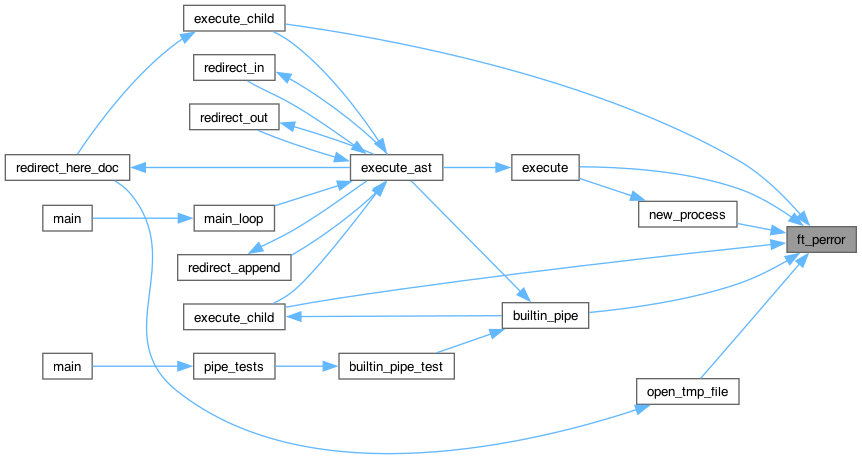 execute_child
redirect_in
redirect_out
redirect_here_doc
execute_ast
execute
main
main_loop
new_process
ft_perror
redirect_append
execute_child
builtin_pipe
main
pipe_tests
builtin_pipe_test
open_tmp_file